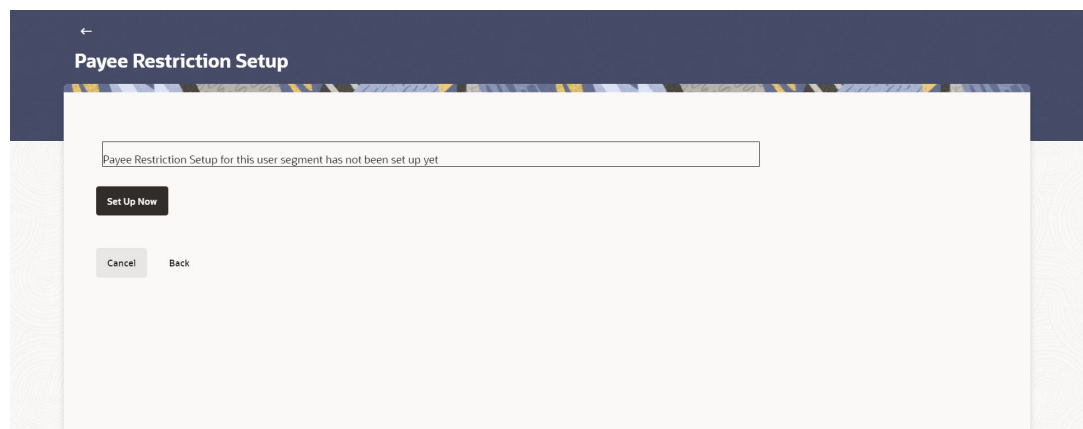 ←
Payee Restriction Setup
Payee Restriction Setup for this user segment has not been set up yet
Set Up Now
Cancel Back